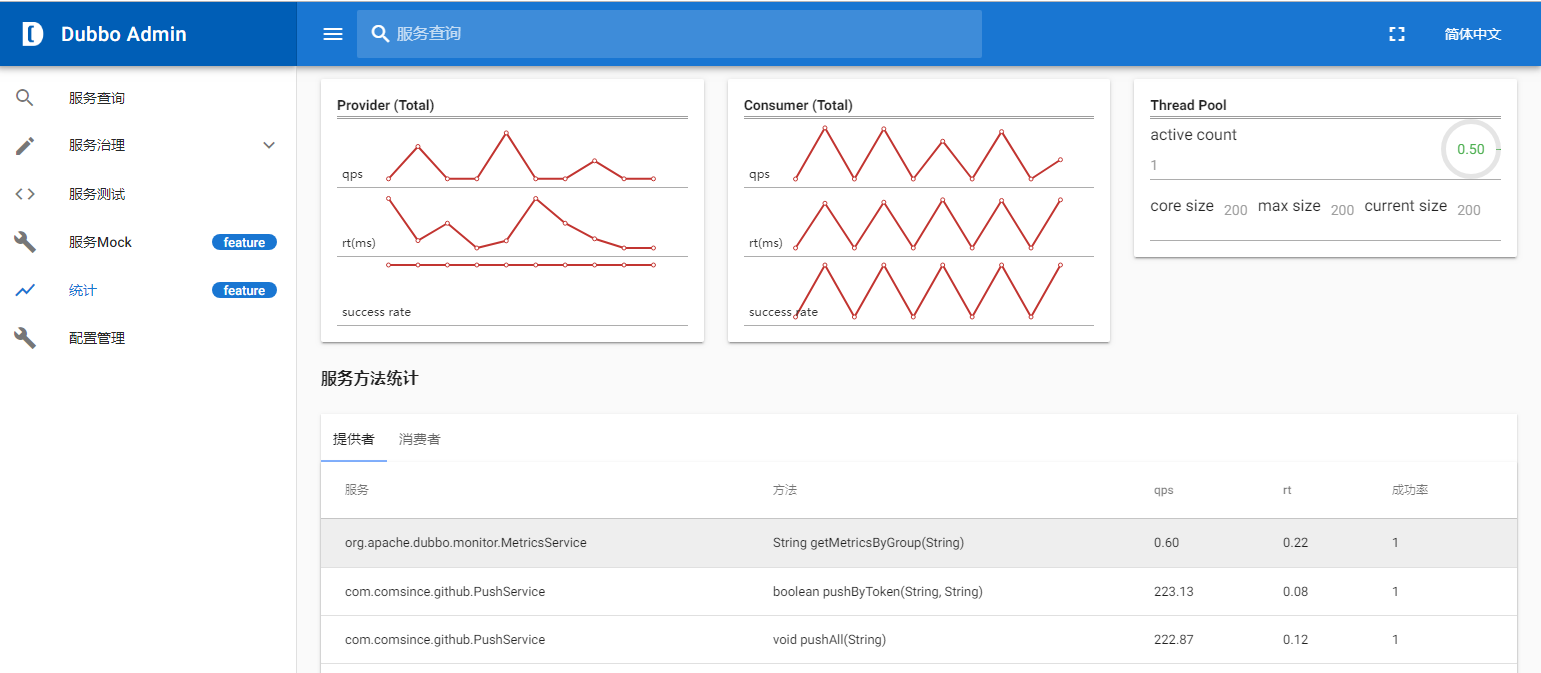 Dubbo Admin
服务查询
简体中文
服务查询
服务治理
服务测试
服务Mock feature
统计 feature
配置管理
Provider (Total)
qps
rt(ms)
success rate
Consumer (Total)
qps
rt(ms)
success rate
Thread Pool
active count
1
0.50
core size 200 max size 200 current size 200
服务方法统计
提供者 消费者
服务 方法 qps rt 成功率
org.apache.dubbo.monitor.MetricsService String getMetricsByGroup(String) 0.60 0.22 1
com.comsince.github.PushService boolean pushByToken(String, String) 223.13 0.08 1
com.comsince.github.PushService void pushAll(String) 222.87 0.12 1